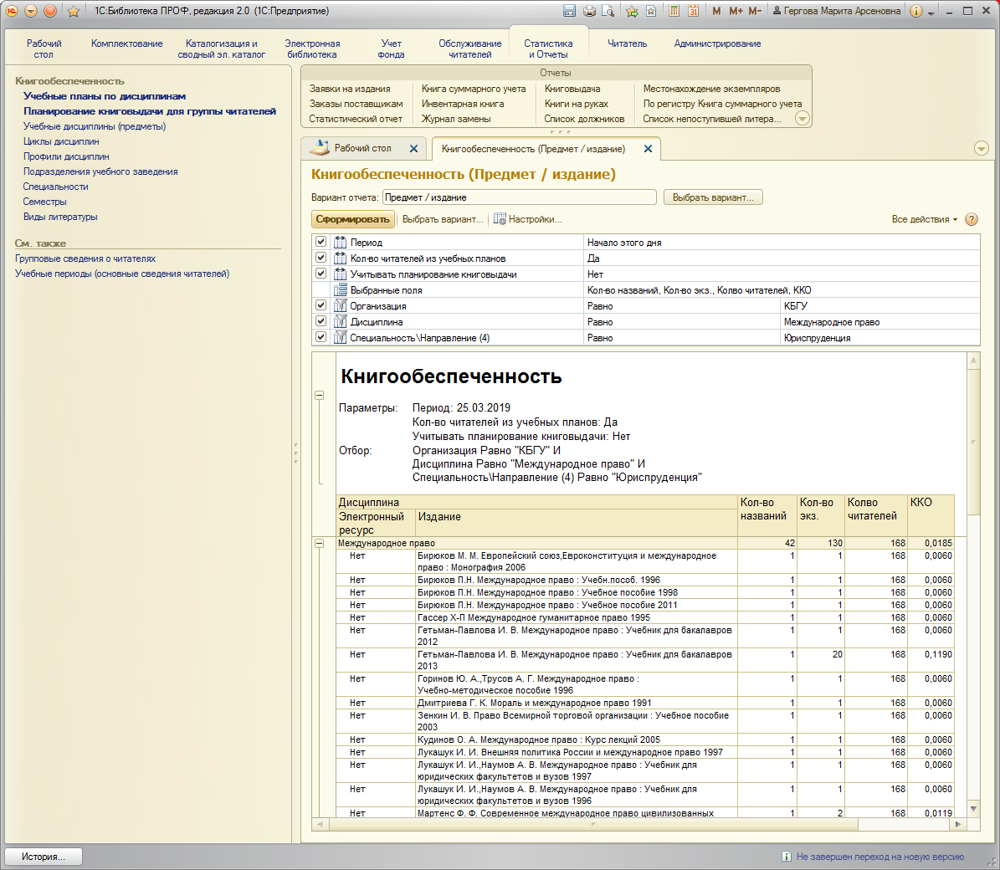 1С:Библиотека ПРОФ, редакция 2.0 (1С:Предприятие)
M M+ M-
Гергова Марита Арсеновна
Рабочий стол
Комплектование
Каталогизация и сводный эл. каталог
Электронная библиотека
Учет фонда
Обслуживание читателей
Статистика и Отчеты
Читатель
Администрирование
Книгообеспеченность
Учебные планы по дисциплинам
Планирование книговыдачи для группы читателей
Учебные дисциплины (предметы)
Циклы дисциплин
Профили дисциплин
Подразделения учебного заведения
Специальности
Семестры
Виды литературы
См. также
Групповые сведения о читателях
Учебные периоды (основные сведения читателей)
Отчеты
Заявки на издания Книга суммарного учета Книговыдача Местонахождение экземпляров
Заказы поставщикам Инвентарная книга Книги на руках По регистру Книга суммарного учета
Статистический отчет Журнал замены Список должников Список непоступившей литера...
Рабочий стол
Книгообеспеченность (Предмет / издание)
Книгообеспеченность (Предмет / издание)
Вариант отчета: Предмет / издание Выбрать вариант...
Сформировать Выбрать вариант... Настройки... Все действия
Период Начало этого дня
Кол-во читателей из учебных планов Да
Учитывать планирование книговыдачи Нет
Выбранные поля Кол-во названий, Кол-во экз., Колво читателей, ККО
Организация Равно КБГУ
Дисциплина Равно Международное право
Специальность\Направление (4) Равно Юриспруденция
Книгообеспеченность
Параметры: Период: 25.03.2019
Кол-во читателей из учебных планов: Да
Учитывать планирование книговыдачи: Нет
Отбор: Организация Равно "КБГУ" И
Дисциплина Равно "Международное право" И
Специальность\Направление (4) Равно "Юриспруденция"
Дисциплина Кол-во названий Кол-во экз. Колво читателей ККО
Электронный ресурс Издание
Международное право 42 130 168 0,0185
Нет Бирюков М. М. Европейский союз,Евроконституция и международное 1 1 168 0,0060
право : Монография 2006
Нет Бирюков П.Н. Международное право : Учебн.пособ. 1996 1 1 168 0,0060
Нет Бирюков П.Н. Международное право : Учебное пособие 1998 1 1 168 0,0060
Нет Бирюков П.Н. Международное право : Учебное пособие 2011 1 1 168 0,0060
Нет Гассер Х-П Международное гуманитарное право 1995 1 1 168 0,0060
Нет Гетьман-Павлова И. В. Международное право : Учебник для бакалавров 1 1 168 0,0060
2012
Нет Гетьман-Павлова И. В. Международное право : Учебник для бакалавров 1 20 168 0,1190
2013
Нет Горинов Ю. А.,Трусов А. Г. Международное право : 1 1 168 0,0060
Учебно-методическое пособие 1996
Нет Дмитриева Г. К. Мораль и международное право 1991 1 1 168 0,0060
Нет Зенкин И. В. Право Всемирной торговой организации : Учебное пособие 1 1 168 0,0060
2003
Нет Кудинов О. А. Международное право : Курс лекций 2005 1 1 168 0,0060
Нет Лукашук И. И. Внешняя политика России и международное право 1997 1 1 168 0,0060
Нет Лукашук И. И.,Наумов А. В. Международное право : Учебник для 1 1 168 0,0060
юридических факультетов и вузов 1997
Нет Лукашук И. И.,Наумов А. В. Международное право : Учебник для 1 1 168 0,0060
юридических факультетов и вузов 1996
Нет Мартенс Ф. Ф. Современное международное право цивилизованных 1 2 168 0,0119
История...
Не завершен переход на новую версию